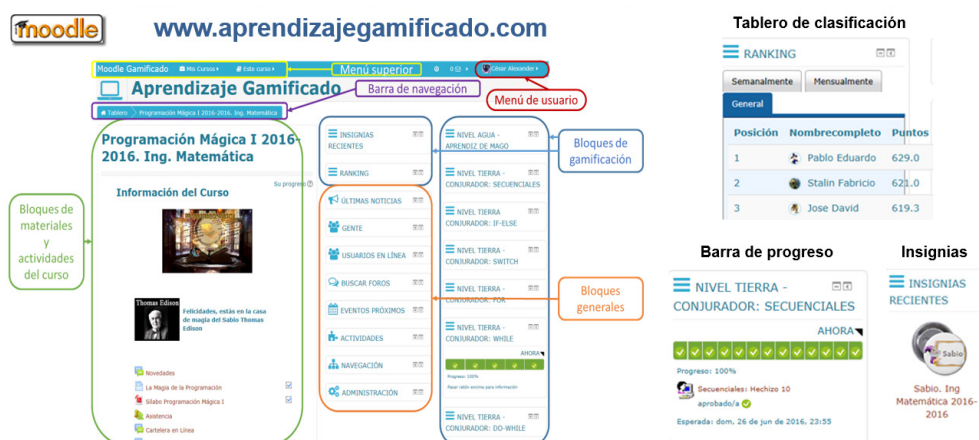 moodle
www.aprendizajegamificado.com
Moodle Gamificado Mis Cursos Este curso Menú superior 0 César Alexander
Aprendizaje Gamificado
Barra de navegación
Menú de usuario
Tablero Programación Mágica I 2016-2016. Ing. Matemática
Programación Mágica I 2016-
2016. Ing. Matemática
Su progreso
Información del Curso
Bloques de
materiales
y
actividades
del curso
Thomas Edison
Felicidades, estás en la casa
de magia del Sabio Thomas
Edison
Novedades
La Magia de la Programación
Sílabo Programación Mágica I
Asistencia
Cartelera en Línea
INSIGNIAS
RECIENTES
RANKING
ÚLTIMAS NOTICIAS
GENTE
USUARIOS EN LÍNEA
BUSCAR FOROS
EVENTOS PRÓXIMOS
ACTIVIDADES
NAVEGACIÓN
ADMINISTRACIÓN
NIVEL AGUA -
APRENDIZ DE MAGO
NIVEL TIERRA -
CONJURADOR: SECUENCIALES
NIVEL TIERRA
CONJURADOR: IF-ELSE
NIVEL TIERRA -
CONJURADOR: SWITCH
NIVEL TIERRA -
CONJURADOR: FOR
NIVEL TIERRA -
CONJURADOR: WHILE
AHORA
Progreso: 100%
Pasar ratón encima para información
NIVEL TIERRA -
CONJURADOR: DO-WHILE
Bloques de
gamificación
Bloques
generales
Tablero de clasificación
RANKING
Semanalmente Mensualmente
General
Posición Nombrecompleto Puntos
1 Pablo Eduardo 629.0
2 Stalin Fabricio 621.0
3 Jose David 619.3
Barra de progreso
NIVEL TIERRA -
CONJURADOR: SECUENCIALES
AHORA
Progreso: 100%
Secuenciales: Hechizo 10
aprobado/a
Esperada: dom, 26 de jun de 2016, 23:55
Insignias
INSIGNIAS
RECIENTES
Sabio
Sabio. Ing
Matemática 2016-
2016